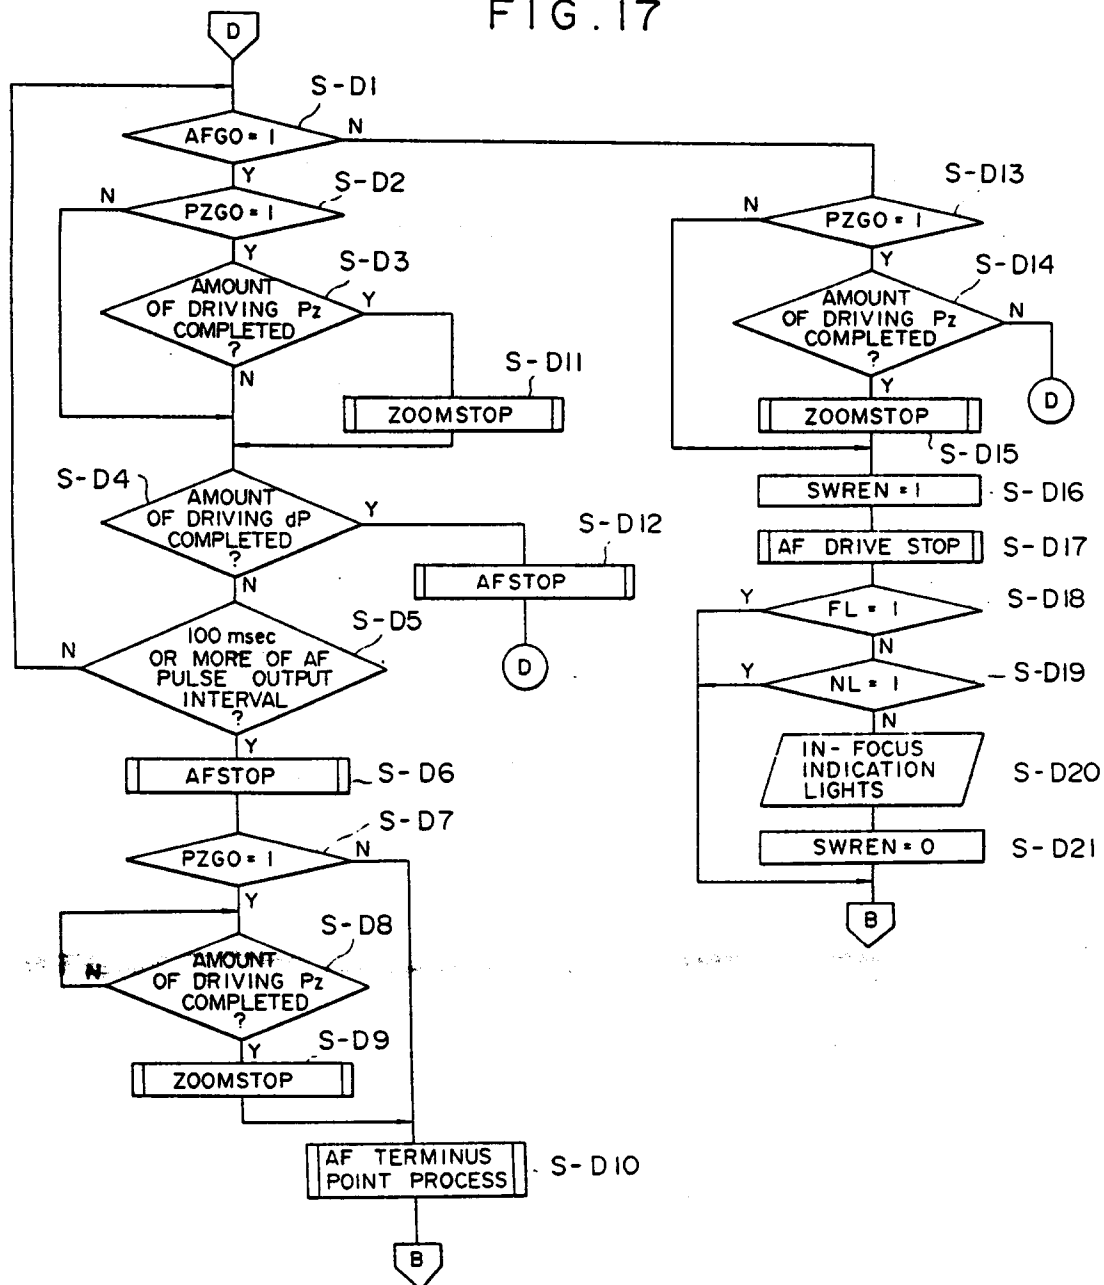 FIG.17
D
S-D1
AFGO = 1
N
Y
S-D2
N
PZGO = 1
Y
S-D3
AMOUNT
OF DRIVING Pz
COMPLETED
?
Y
N
S-D11
ZOOMSTOP
S-D4
AMOUNT
OF DRIVING dP
COMPLETED
?
Y
N
S-D12
AFSTOP
D
S-D5
100 msec
OR MORE OF AF
PULSE OUTPUT
INTERVAL
?
N
Y
AFSTOP
S-D6
S-D7
PZGO = 1
N
Y
S-D8
AMOUNT
OF DRIVING Pz
COMPLETED
?
N
Y
S-D9
ZOOMSTOP
AF TERMINUS
POINT PROCESS
S-D10
B
S-D13
N
PZGO = 1
Y
S-D14
AMOUNT
OF DRIVING Pz
COMPLETED
?
N
D
Y
ZOOMSTOP
S-D15
SWREN = 1
S-D16
AF DRIVE STOP
S-D17
Y
FL = 1
S-D18
N
Y
NL = 1
S-D19
N
IN-FOCUS
INDICATION
LIGHTS
S-D20
SWREN = 0
S-D21
B